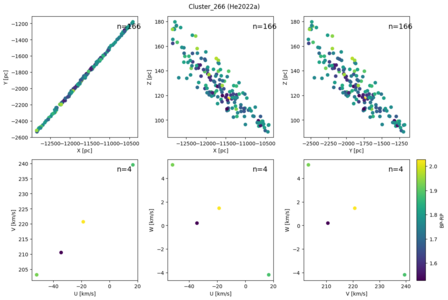 Cluster_266 (He2022a)
n=166
n=166
n=166
Y [pc]
Z [pc]
Z [pc]
−1200
−1400
−1600
−1800
−2000
−2200
−2400
−2600
180
160
140
120
100
180
160
140
120
100
−12500 −12000 −11500 −11000 −10500
−12500 −12000 −11500 −11000 −10500
−2500 −2250 −2000 −1750 −1500 −1250
X [pc]
X [pc]
Y [pc]
n=4
n=4
n=4
V [km/s]
W [km/s]
W [km/s]
240
235
230
225
220
215
210
205
4
2
0
−2
−4
4
2
0
−2
−4
−40 −20 0 20
−40 −20 0 20
210 220 230 240
U [km/s]
U [km/s]
V [km/s]
2.0
1.9
1.8
1.7
1.6
BP-RP